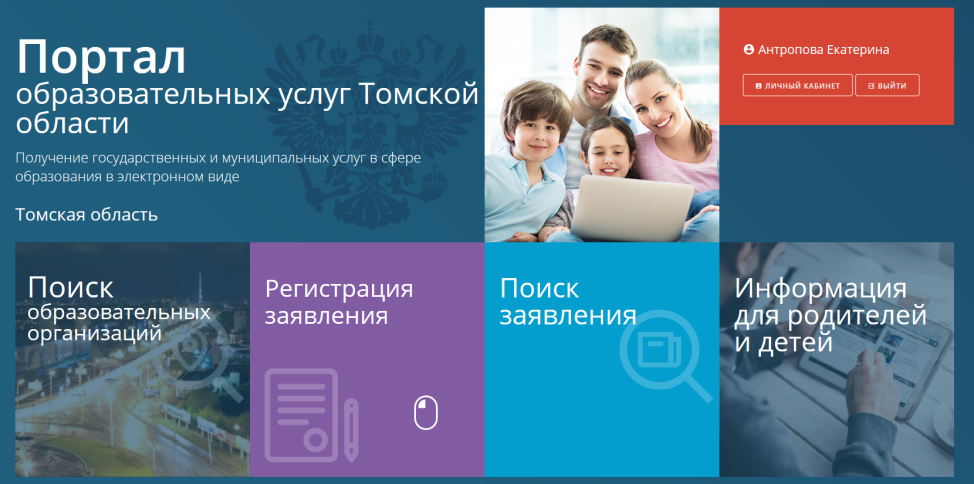 Портал
образовательных услуг Томской
области
Получение государственных и муниципальных услуг в сфере
образования в электронном виде
Томская область
Антропова Екатерина
ЛИЧНЫЙ КАБИНЕТ
ВЫЙТИ
Поиск
образовательных
организаций
Регистрация
заявления
Поиск
заявления
Информация
для родителей
и детей